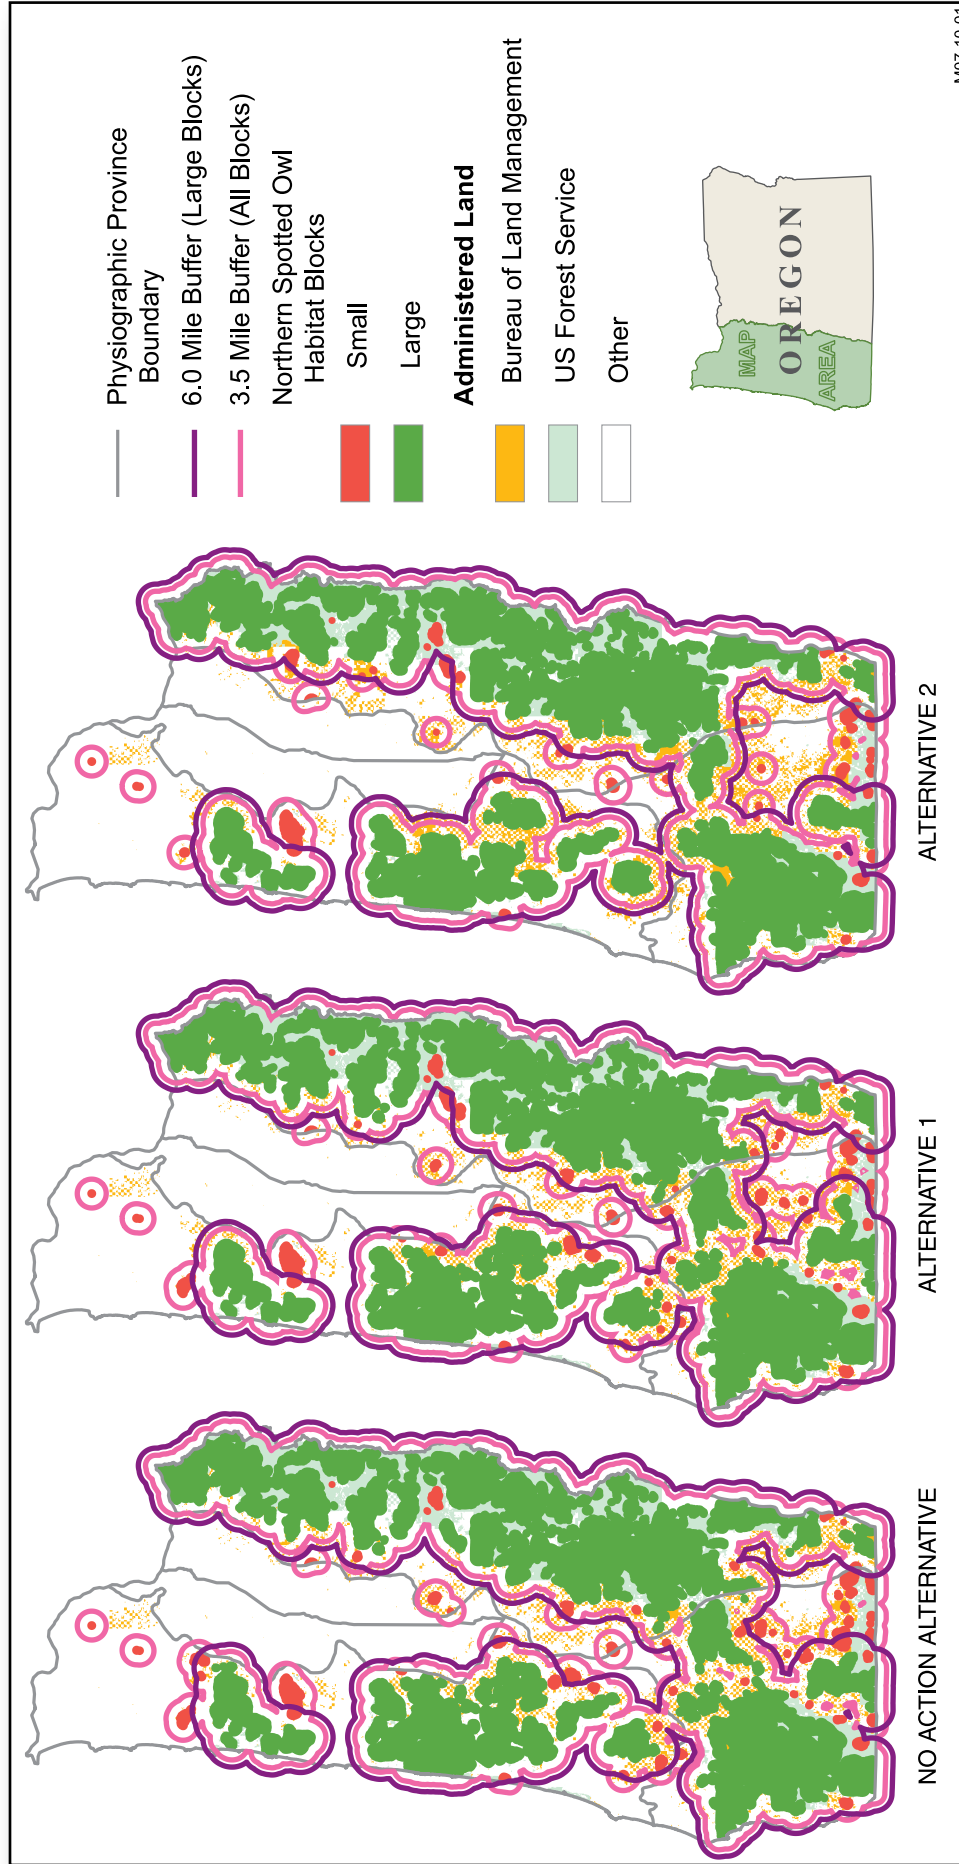 Physiographic Province
Boundary
6.0 Mile Buffer (Large Blocks)
3.5 Mile Buffer (All Blocks)
Northern Spotted Owl
Habitat Blocks
Small
Large
Administered Land
Bureau of Land Management
US Forest Service
Other
MAP
AREA
OREGON
NO ACTION ALTERNATIVE
ALTERNATIVE 1
ALTERNATIVE 2